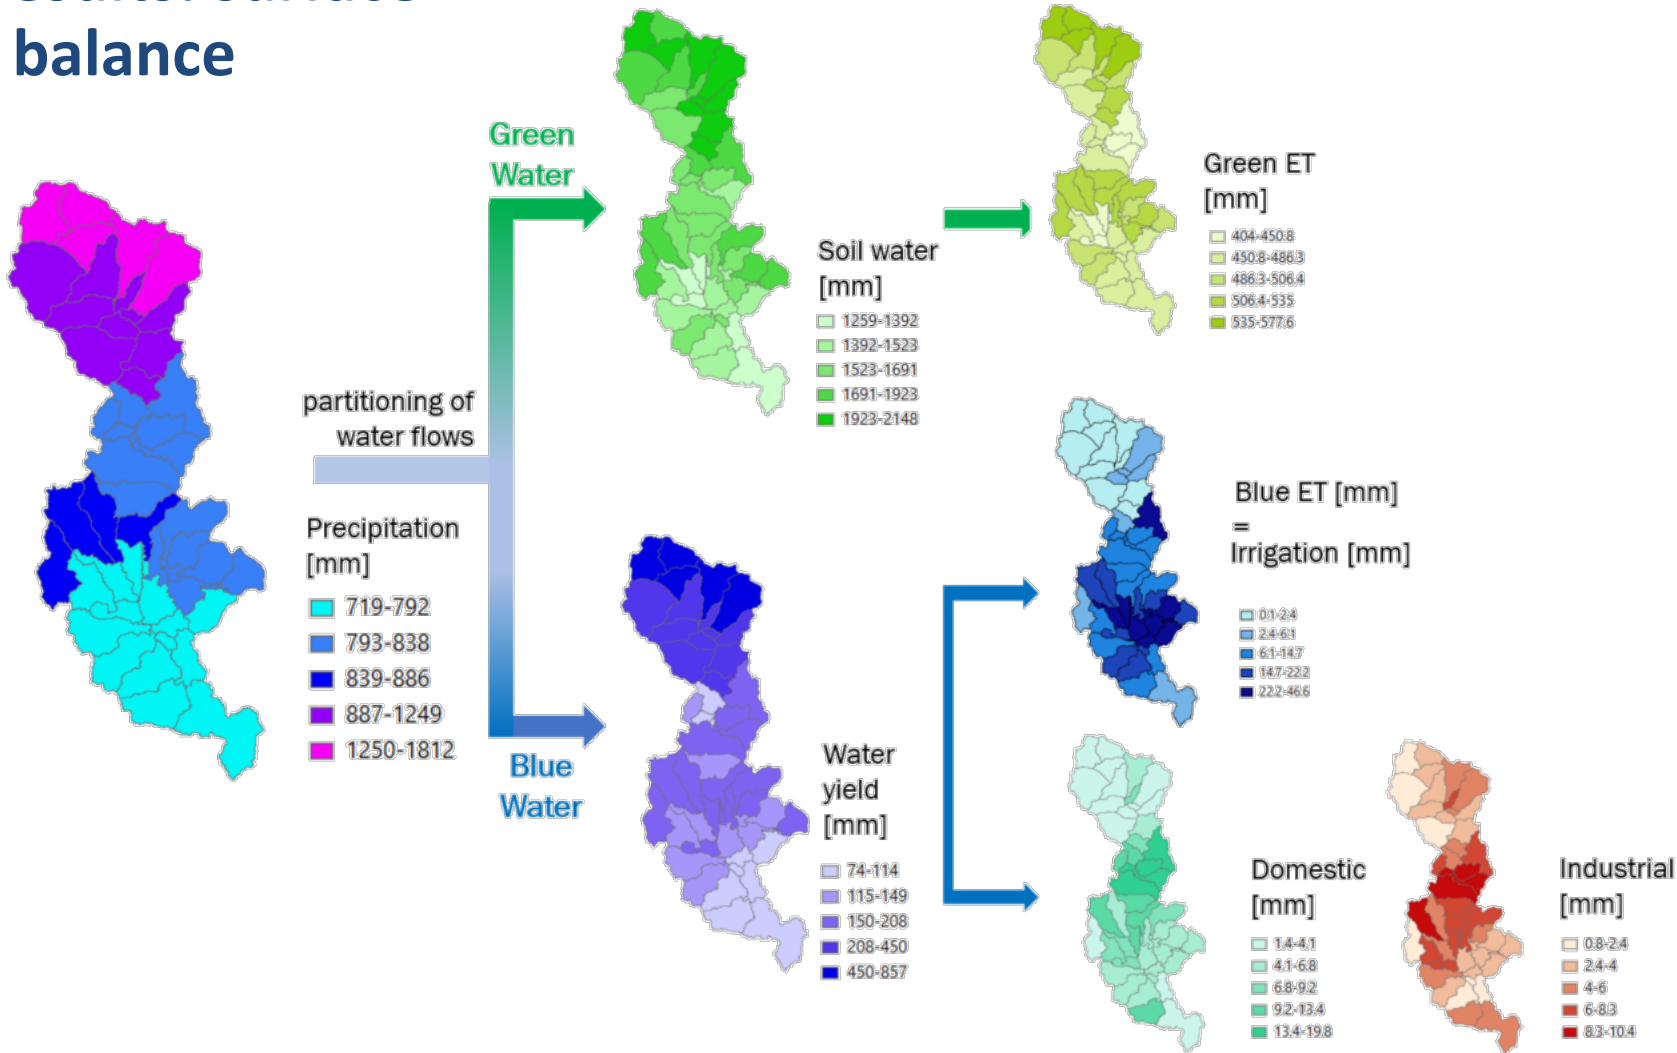 balance
Green
Water
partitioning of
water flows
Precipitation
[mm]
719-792
793-838
839-886
887-1249
1250-1812
Blue
Water
Soil water
[mm]
1259-1392
1392-1523
1523-1691
1691-1923
1923-2148
Green ET
[mm]
404-450.8
450.8-486.3
486.3-506.4
506.4-535
535-577.6
Water
yield
[mm]
74-114
115-149
150-208
208-450
450-857
Blue ET [mm]
=
Irrigation [mm]
0.1-2.4
2.4-6.1
6.1-14.7
14.7-22.2
22.2-46.6
Domestic
[mm]
1.4-4.1
4.1-6.8
6.8-9.2
9.2-13.4
13.4-19.8
Industrial
[mm]
0.8-2.4
2.4-4
4-6
6-8.3
8.3-10.4